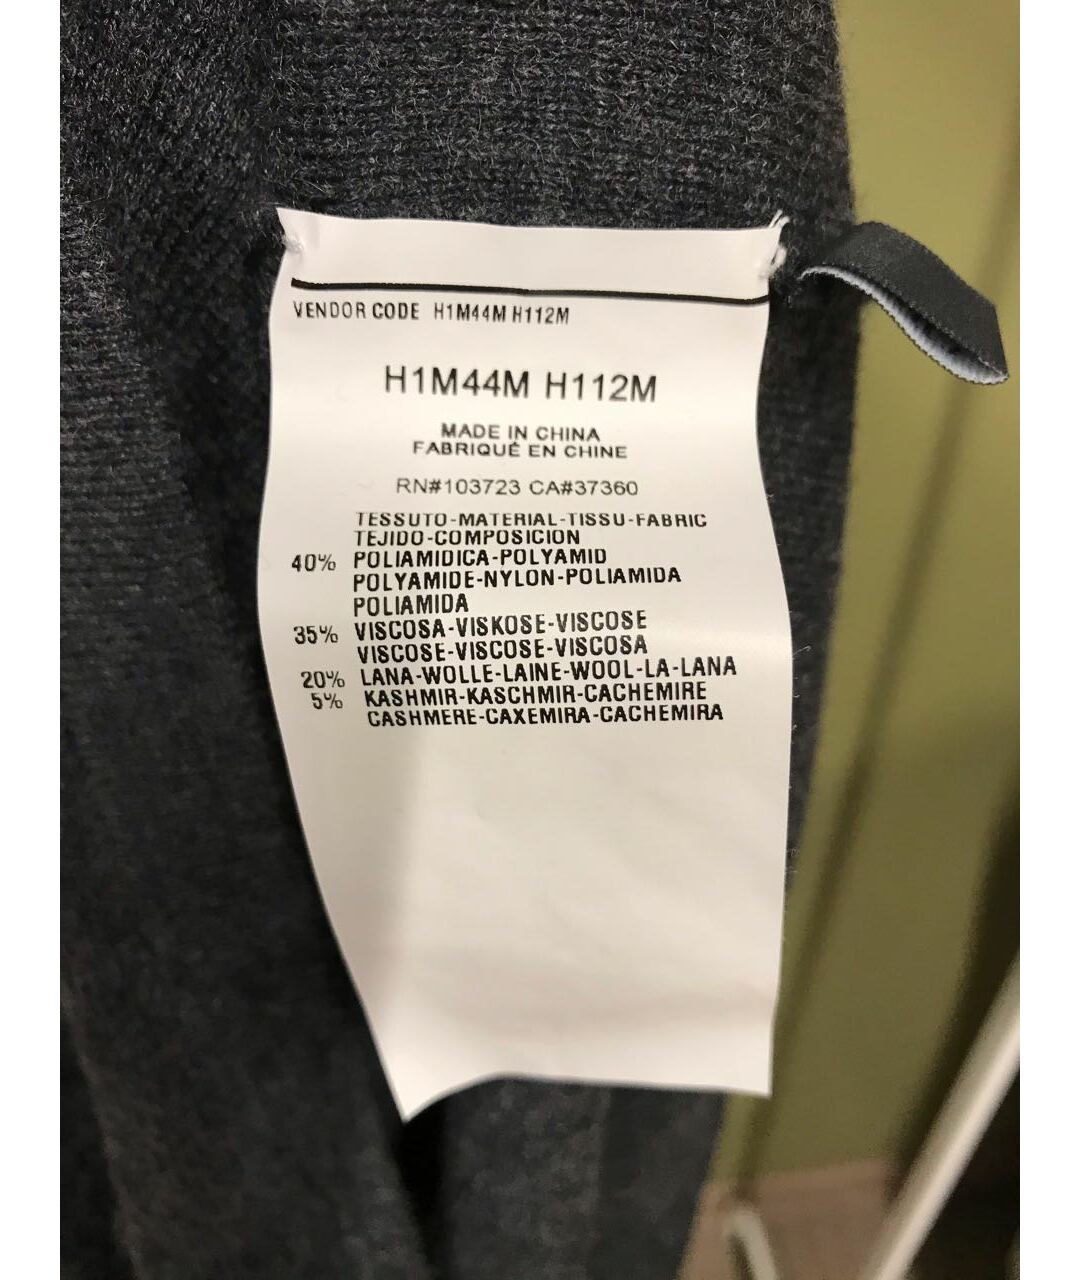 VENDOR CODE H1M44M H112M
H1M44M H112M
MADE IN CHINA
FABRIQUÉ EN CHINE
RN#103723 CA#37360
TESSUTO-MATERIAL-TISSU-FABRIC
TEJIDO-COMPOSICION
40% POLIAMIDICA-POLYAMID
POLYAMIDE-NYLON-POLIAMIDA
POLIAMIDA
35% VISCOSA-VISKOSE-VISCOSE
VISCOSE-VISCOSE-VISCOSA
20% LANA-WOLLE-LAINE-WOOL-LA-LANA
5% KASHMIR-KASCHMIR-CACHEMIRE
CASHMERE-CAXEMIRA-CACHEMIRA